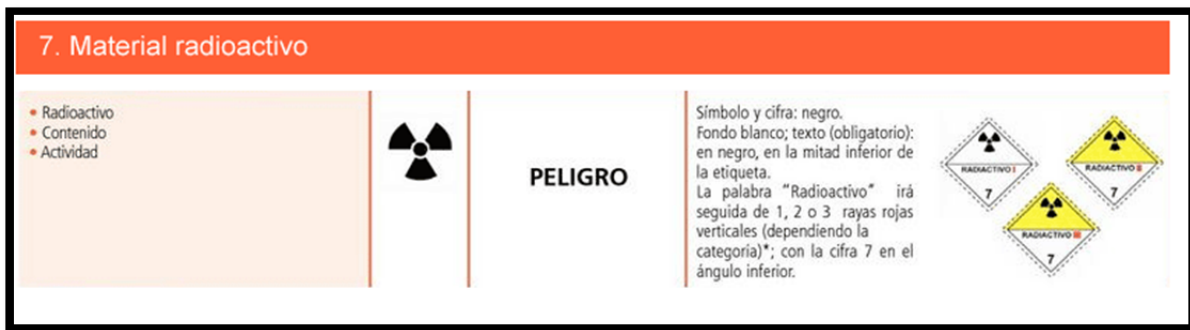 7. Material radioactivo
• Radioactivo
• Contenido
• Actividad
PELIGRO
Símbolo y cifra: negro.
Fondo blanco; texto (obligatorio):
en negro, en la mitad inferior de
la etiqueta.
La palabra "Radioactivo" irá
seguida de 1, 2 o 3 rayas rojas
verticales (dependiendo la
categoría)*; con la cifra 7 en el
ángulo inferior.
RADIACTIVO I
7
RADIACTIVO II
7
RADIACTIVO III
7